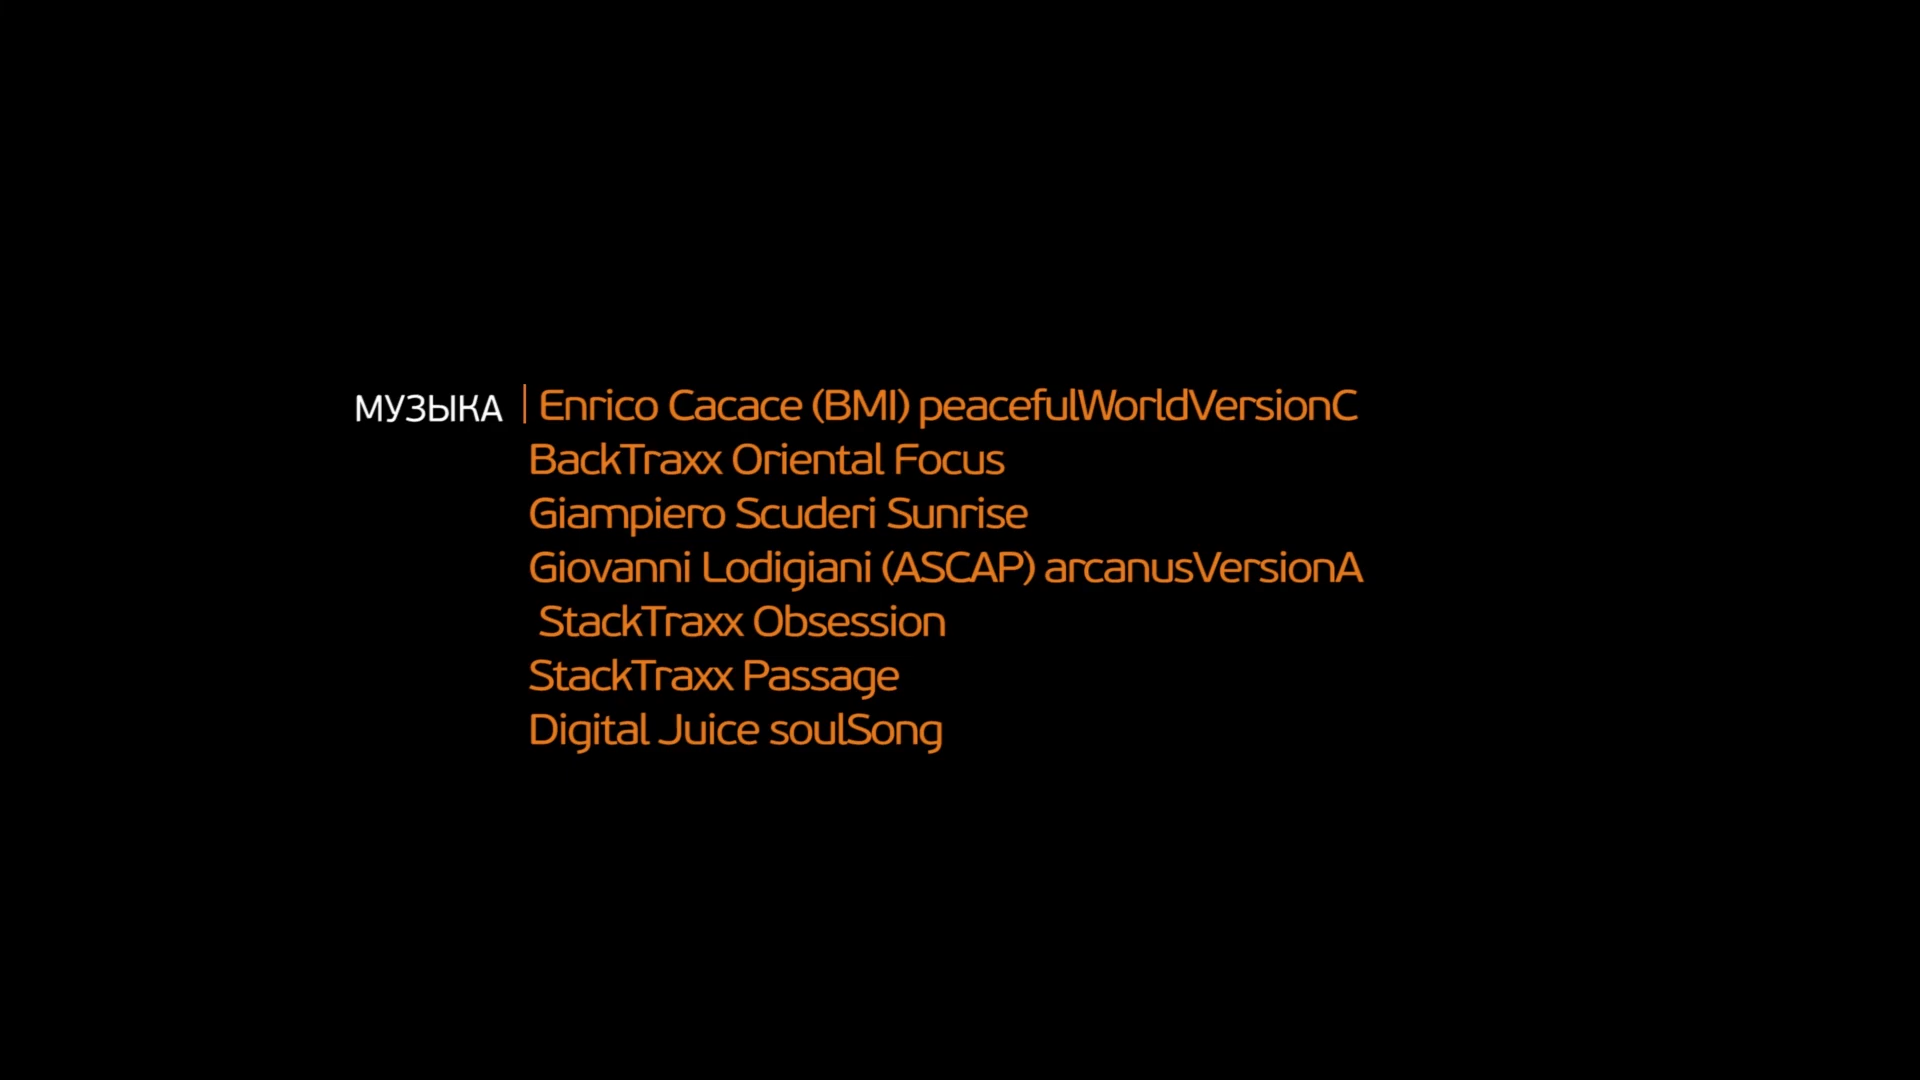 МУЗЫКА | Enrico Cacace (BMI) peacefulWorldVersionC
BackTraxx Oriental Focus
Giampiero Scuderi Sunrise
Giovanni Lodigiani (ASCAP) arcanusVersionA
StackTraxx Obsession
StackTraxx Passage
Digital Juice soulSong